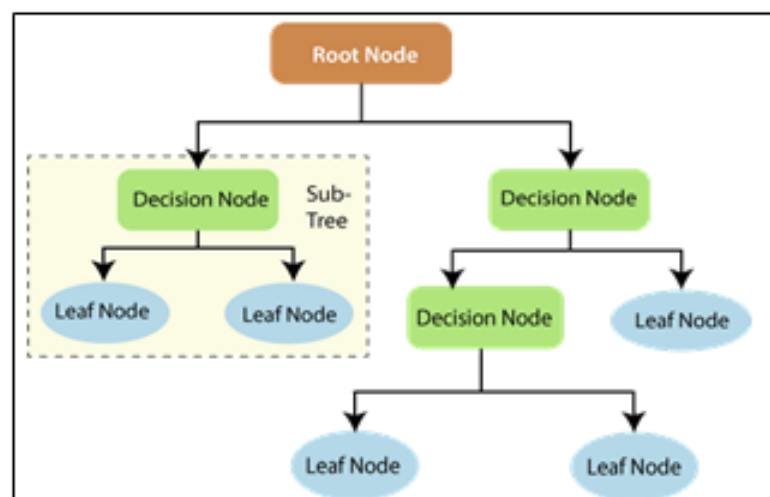 Root Node
Decision Node
Sub-
Tree
Decision Node
Leaf Node
Leaf Node
Decision Node
Leaf Node
Leaf Node
Leaf Node